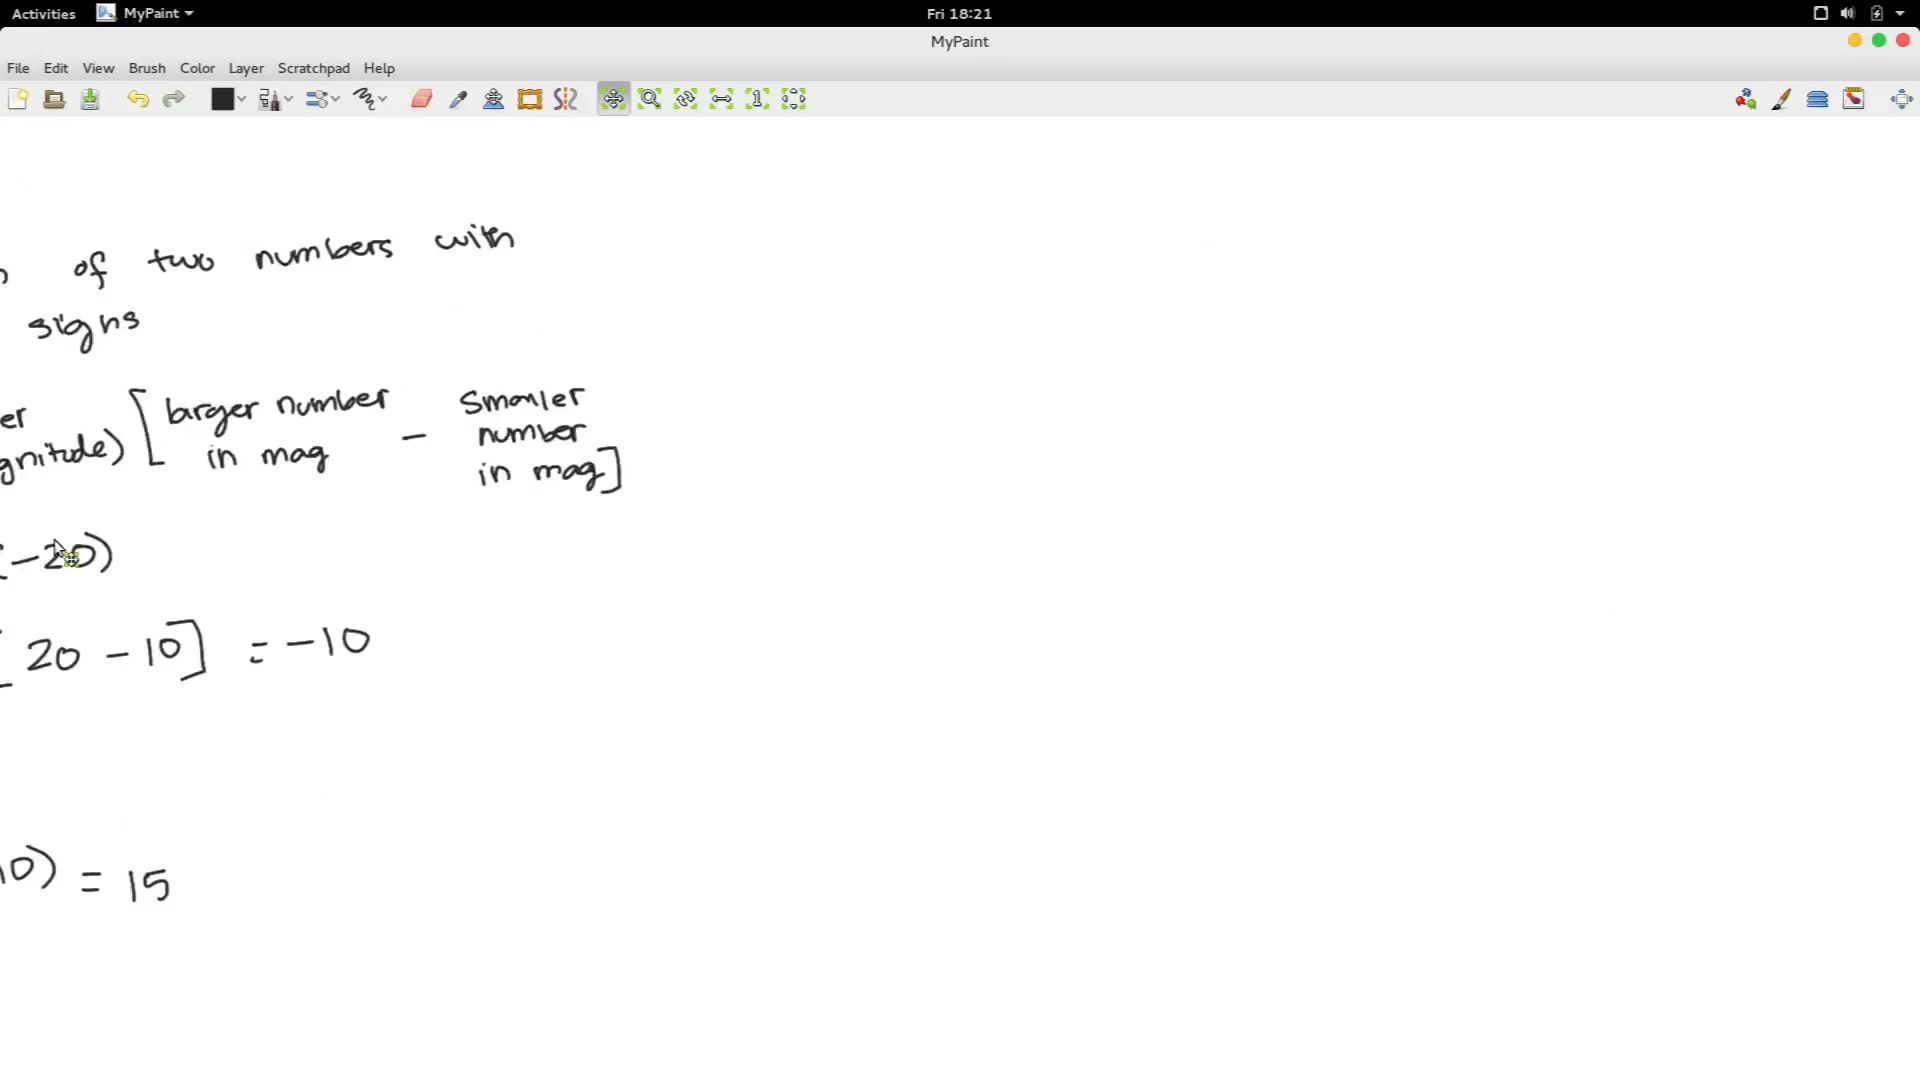 Activities MyPaint Fri 18:21
MyPaint
File Edit View Brush Color Layer Scratchpad Help
of two numbers with
signs
er [larger number in mag - smaller number in mag]
gnitude)
(-20)
[20 - 10] = -10
10) = 15